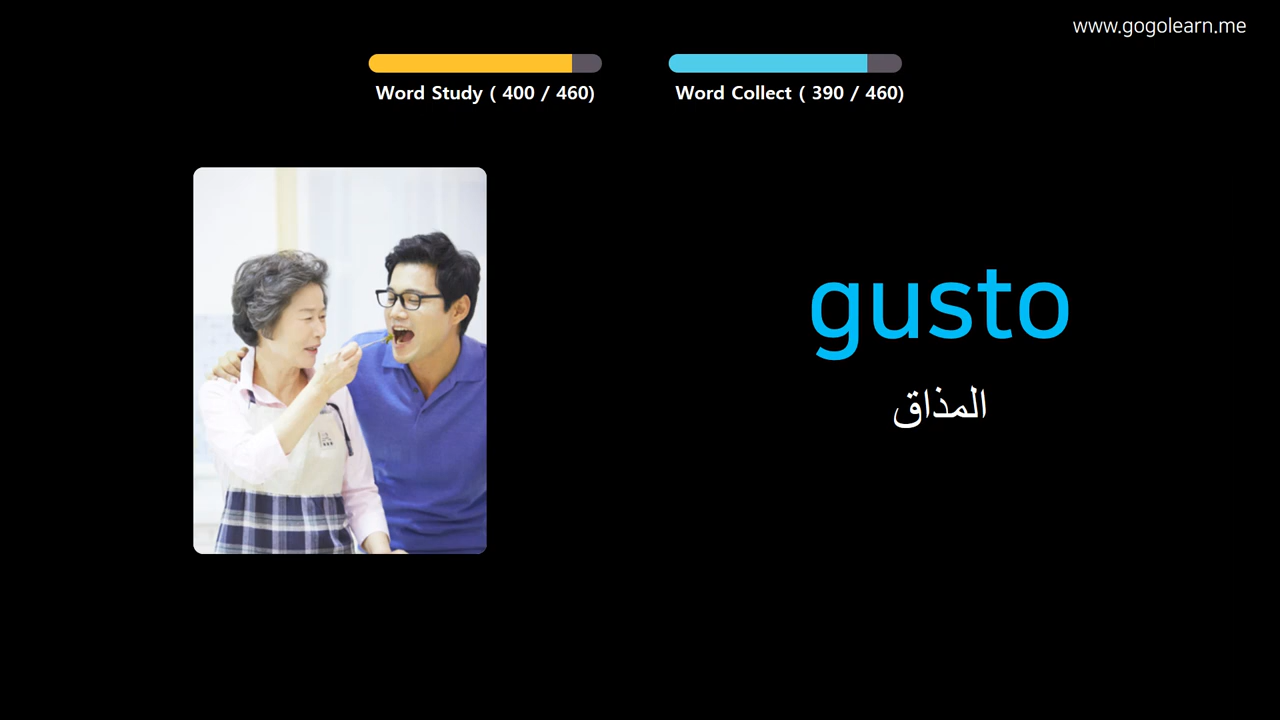 www.gogolearn.me
Word Study ( 400 / 460)
Word Collect ( 390 / 460)
gusto
المذاق